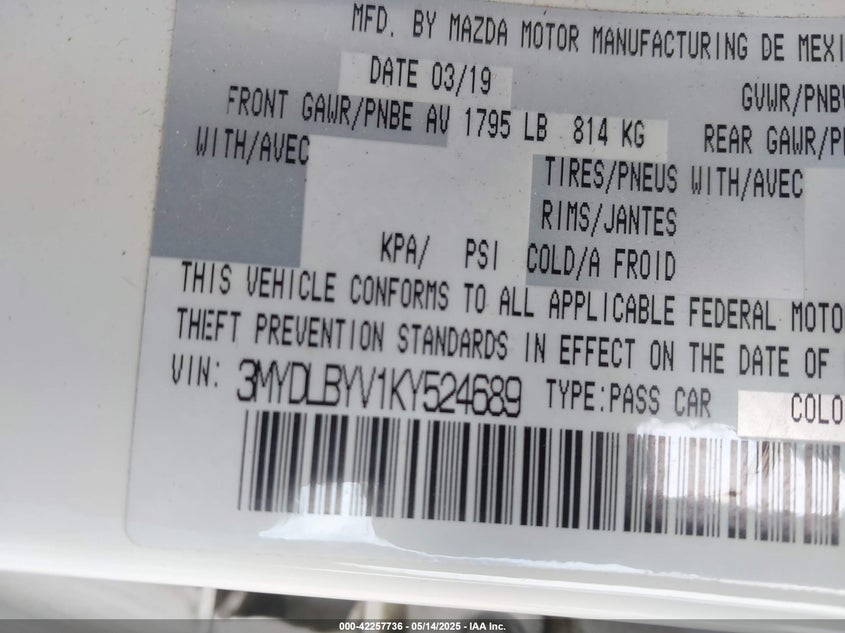 MFD. BY MAZDA MOTOR MANUFACTURING DE MEXI
DATE 03/19
GVWR/PNBV
FRONT GAWR/PNBE AV 1795 LB 814 KG
REAR GAWR/P
WITH/AVEC
TIRES/PNEUS WITH/AVEC
RIMS/JANTES
KPA/ PSI COLD/A FROID
THIS VEHICLE CONFORMS TO ALL APPLICABLE FEDERAL MOTO
THEFT PREVENTION STANDARDS IN EFFECT ON THE DATE OF
VIN: 3MYDLBYV1KY524689 TYPE:PASS CAR COLO
000-42257736 - 05/14/2025 - IAA Inc.